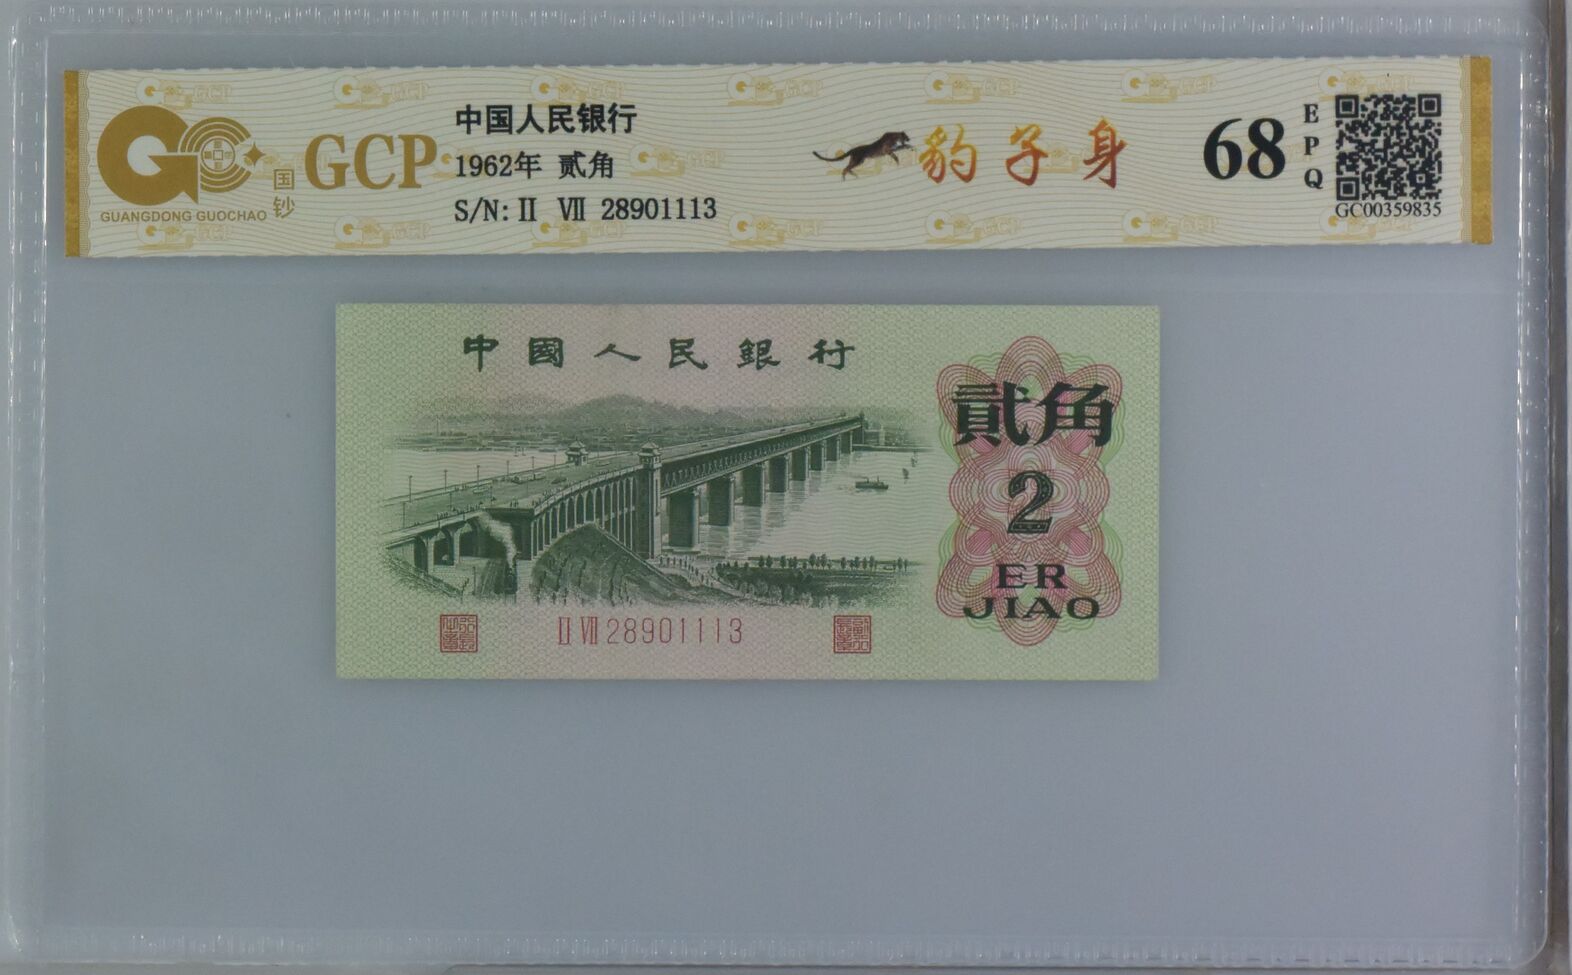 GCP
国钞
GUANGDONG GUOCHAO
中国人民银行
1962年 贰角
S/N: II VII 28901113
豹子身
68
EPQ
GC00359835
中國人民銀行
貳角
2
ER
JIAO
II VII 28901113